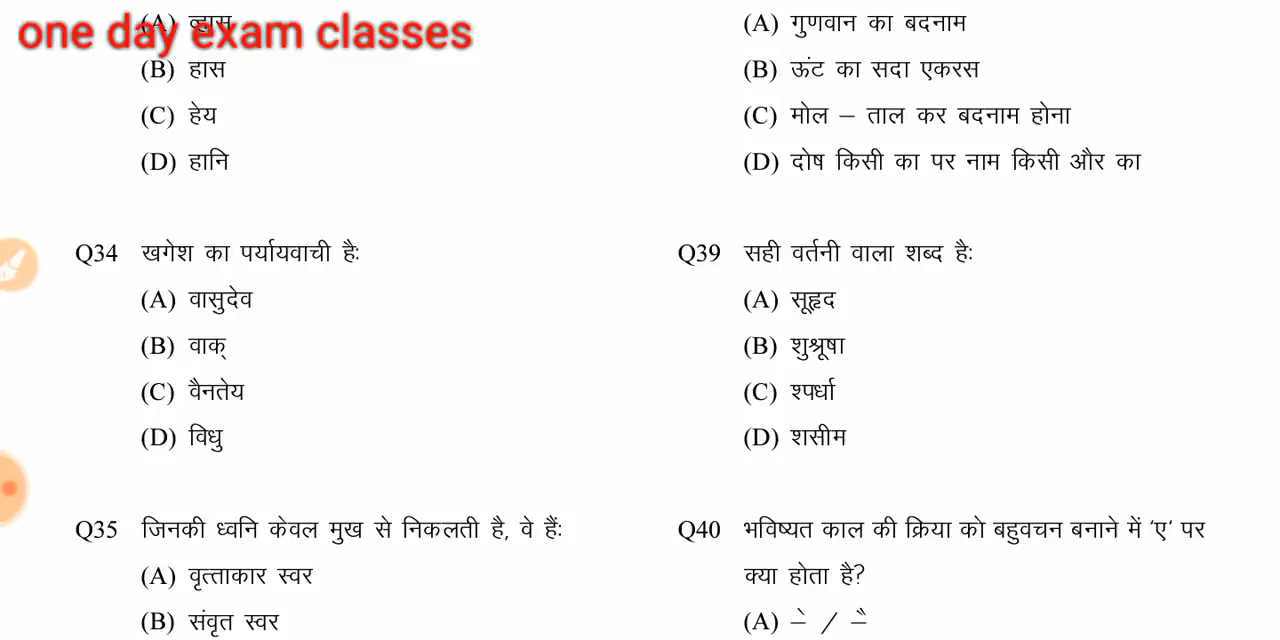 one day exam classes
(A) व्हास
(B) हास
(C) हेय
(D) हानि
Q34 खगेश का पर्यायवाची है:
(A) वासुदेव
(B) वाक्
(C) वैनतेय
(D) विधु
Q35 जिनकी ध्वनि केवल मुख से निकलती है, वे हैं:
(A) वृत्ताकार स्वर
(B) संवृत स्वर
(A) गुणवान का बदनाम
(B) ऊंट का सदा एकरस
(C) मोल – ताल कर बदनाम होना
(D) दोष किसी का पर नाम किसी और का
Q39 सही वर्तनी वाला शब्द है:
(A) सूहृद
(B) शुश्रूषा
(C) श्पर्धा
(D) शसीम
Q40 भविष्यत काल की क्रिया को बहुवचन बनाने में ‘ए‘ पर
क्या होता है?
(A) े / ै